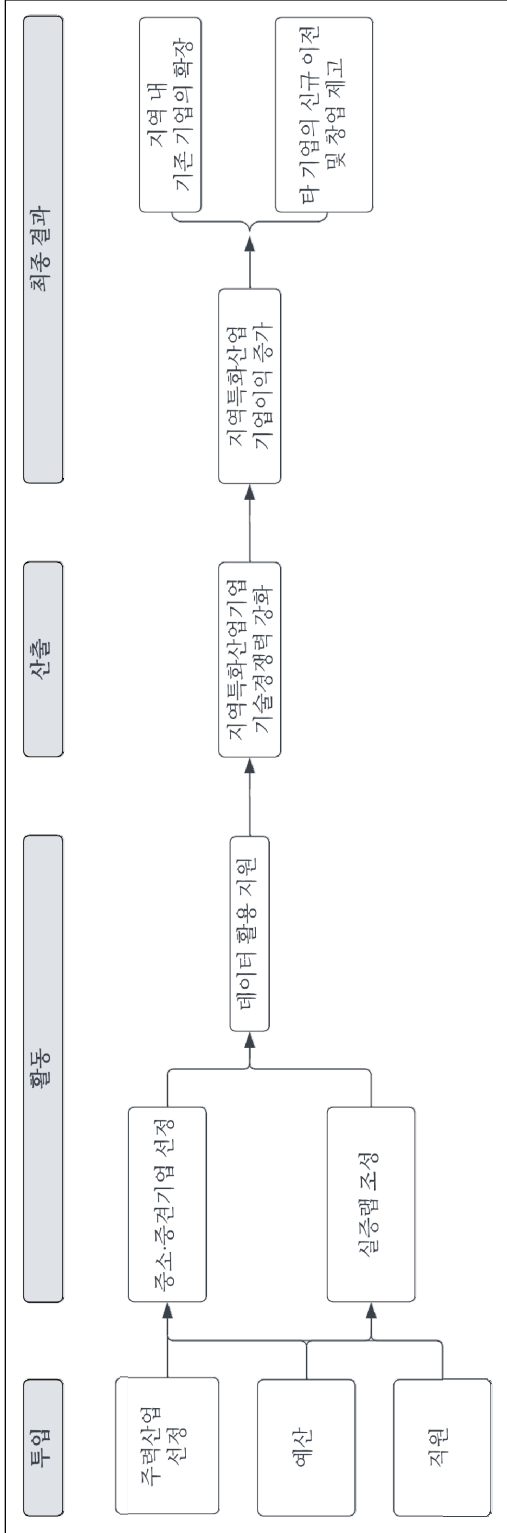 투입
활동
산출
최종 결과
주력산업
선정
예산
직원
중소·중견기업 선정
실증랩 조성
데이터 활용 지원
지역특화산업기업
기술경쟁력 강화
지역특화산업
기업이익 증가
지역 내
기존 기업의 확장
타 기업의 신규 이전
및 창업 제고